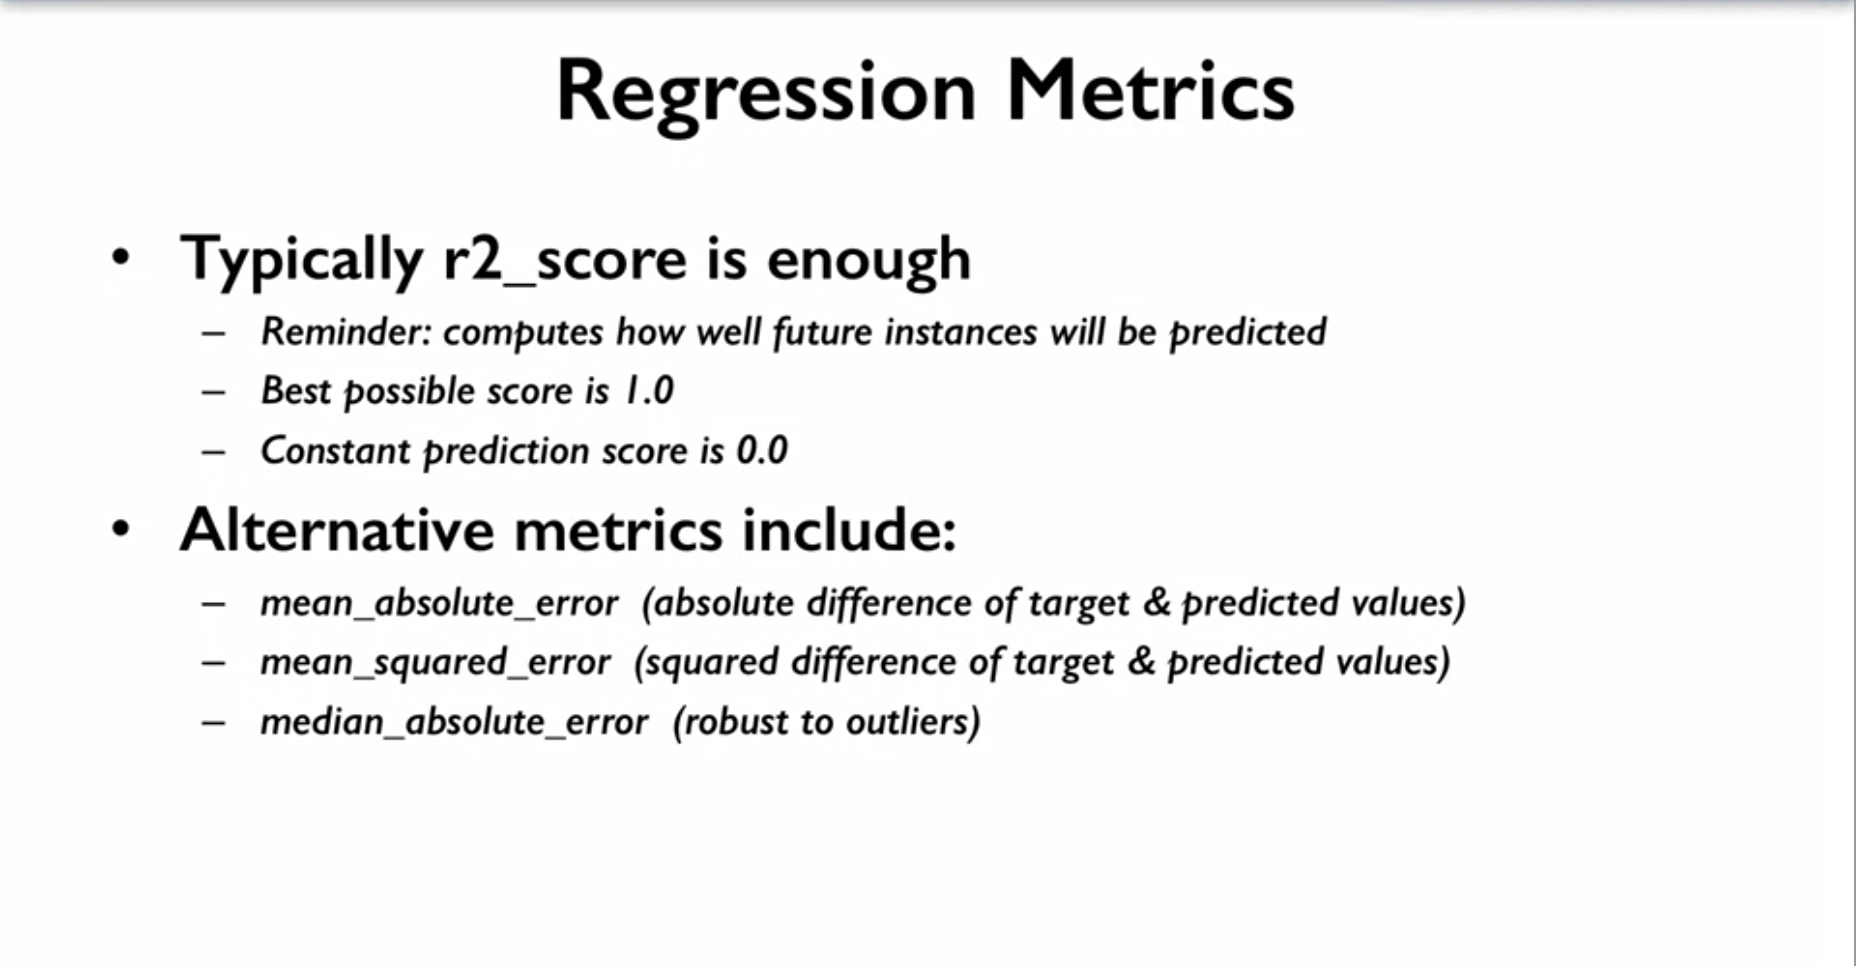 Regression Metrics
• Typically r2_score is enough
– Reminder: computes how well future instances will be predicted
– Best possible score is 1.0
– Constant prediction score is 0.0
• Alternative metrics include:
– mean_absolute_error (absolute difference of target & predicted values)
– mean_squared_error (squared difference of target & predicted values)
– median_absolute_error (robust to outliers)